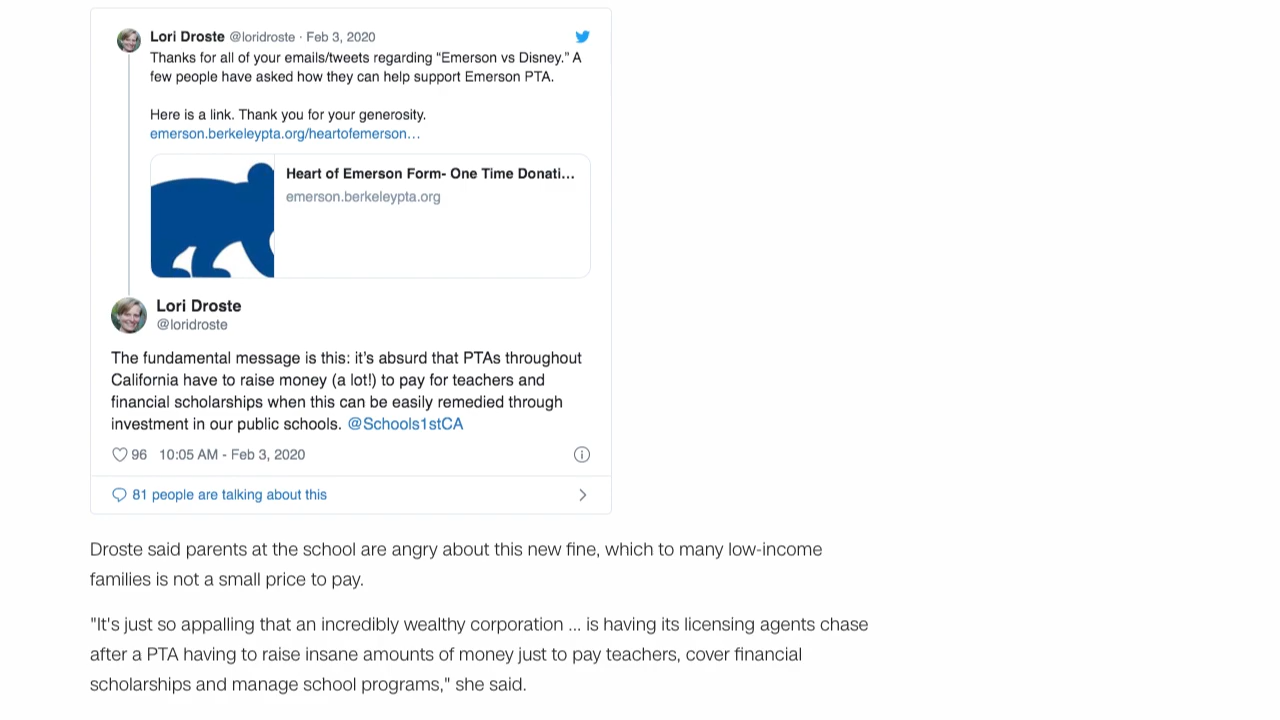 Lori Droste @loridroste · Feb 3, 2020
Thanks for all of your emails/tweets regarding “Emerson vs Disney.” A
few people have asked how they can help support Emerson PTA.
Here is a link. Thank you for your generosity.
emerson.berkeleypta.org/heartofemerson…
Heart of Emerson Form- One Time Donati...
emerson.berkeleypta.org
Lori Droste
@loridroste
The fundamental message is this: it’s absurd that PTAs throughout
California have to raise money (a lot!) to pay for teachers and
financial scholarships when this can be easily remedied through
investment in our public schools. @Schools1stCA
96 10:05 AM - Feb 3, 2020
81 people are talking about this
Droste said parents at the school are angry about this new fine, which to many low-income
families is not a small price to pay.
"It's just so appalling that an incredibly wealthy corporation ... is having its licensing agents chase
after a PTA having to raise insane amounts of money just to pay teachers, cover financial
scholarships and manage school programs," she said.